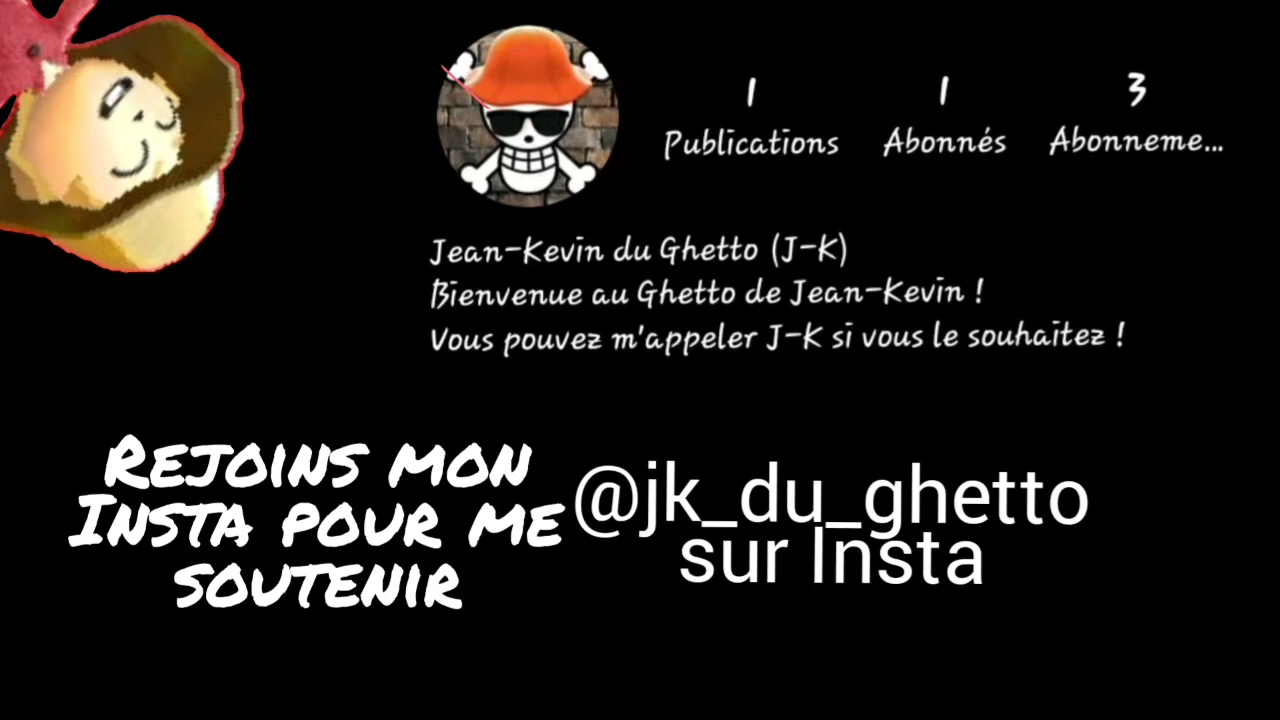 1 1 3
Publications Abonnés Abonneme...
Jean-Kevin du Ghetto (J-K)
Bienvenue au Ghetto de Jean-Kevin !
Vous pouvez m'appeler J-K si vous le souhaitez !
REJOINS MON
INSTA POUR ME
SOUTENIR
@jk_du_ghetto
sur Insta